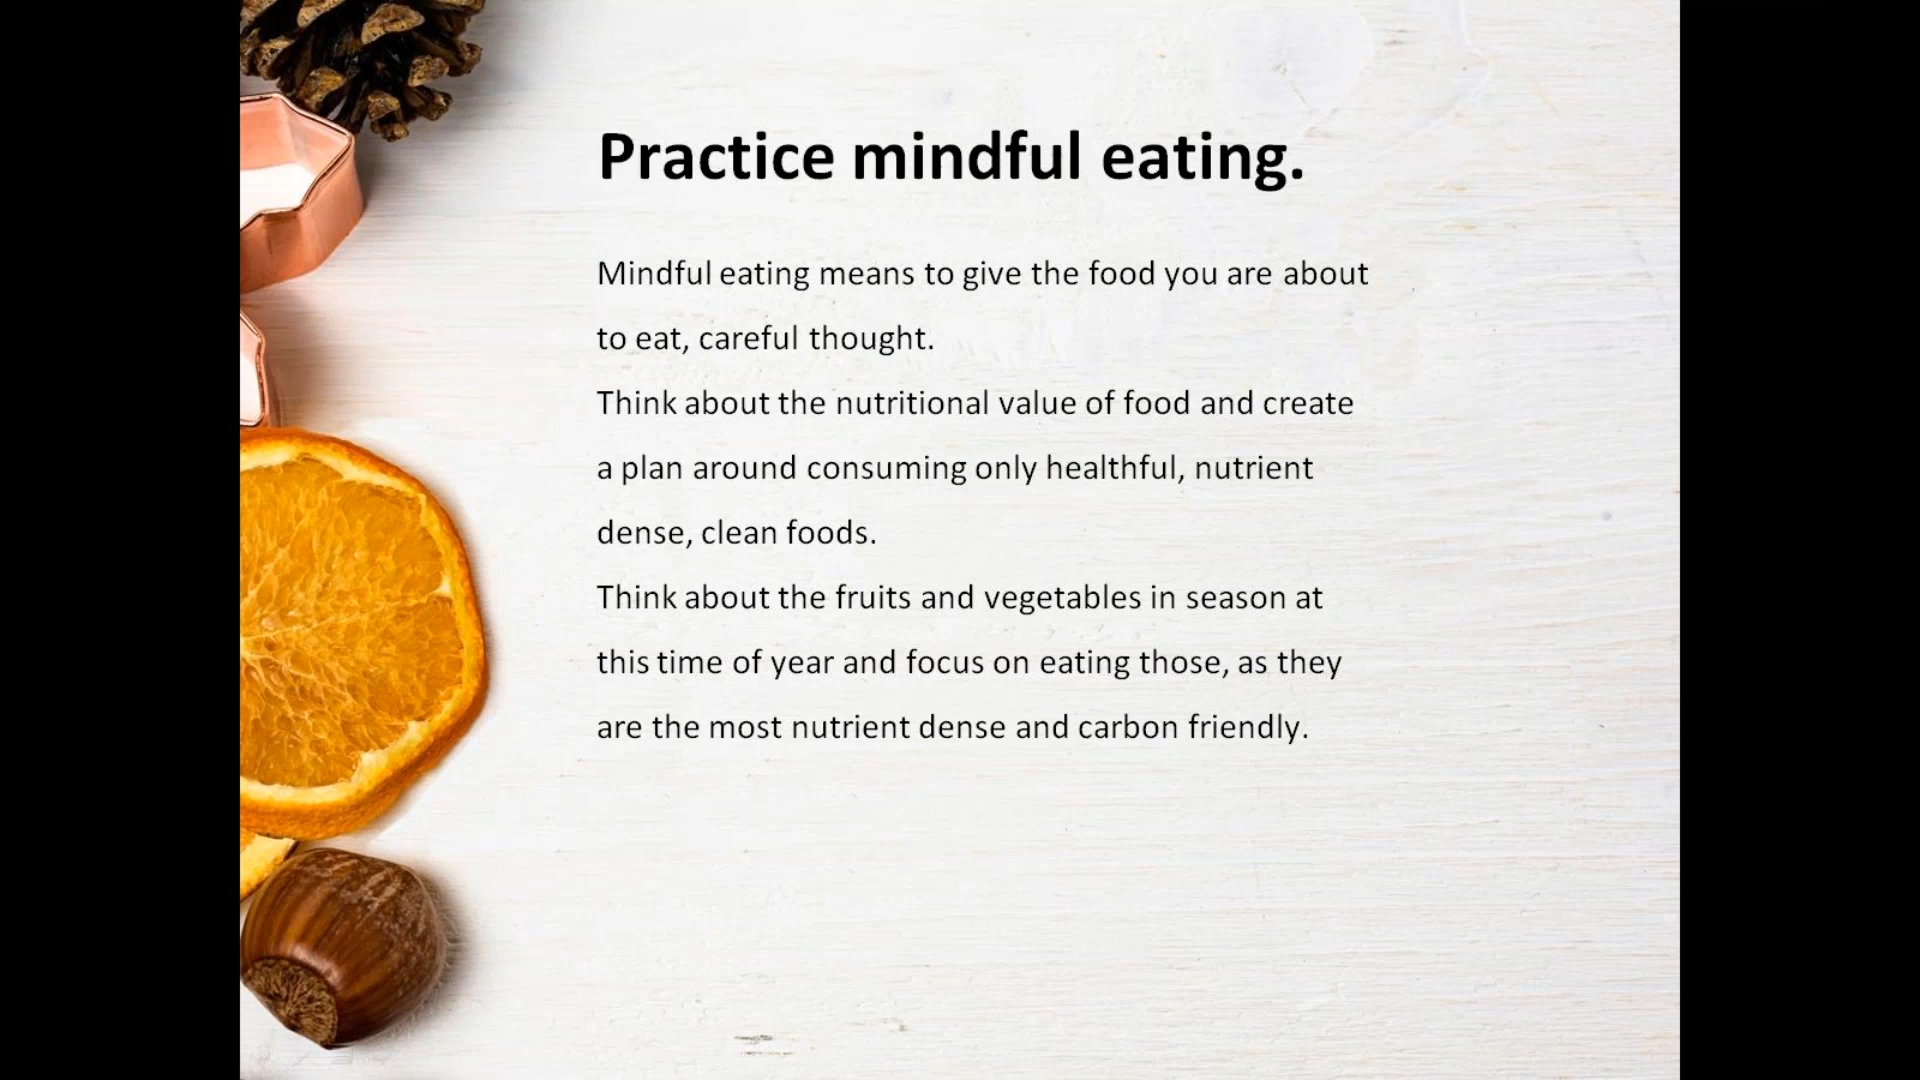 Practice mindful eating.
Mindful eating means to give the food you are about
to eat, careful thought.
Think about the nutritional value of food and create
a plan around consuming only healthful, nutrient
dense, clean foods.
Think about the fruits and vegetables in season at
this time of year and focus on eating those, as they
are the most nutrient dense and carbon friendly.